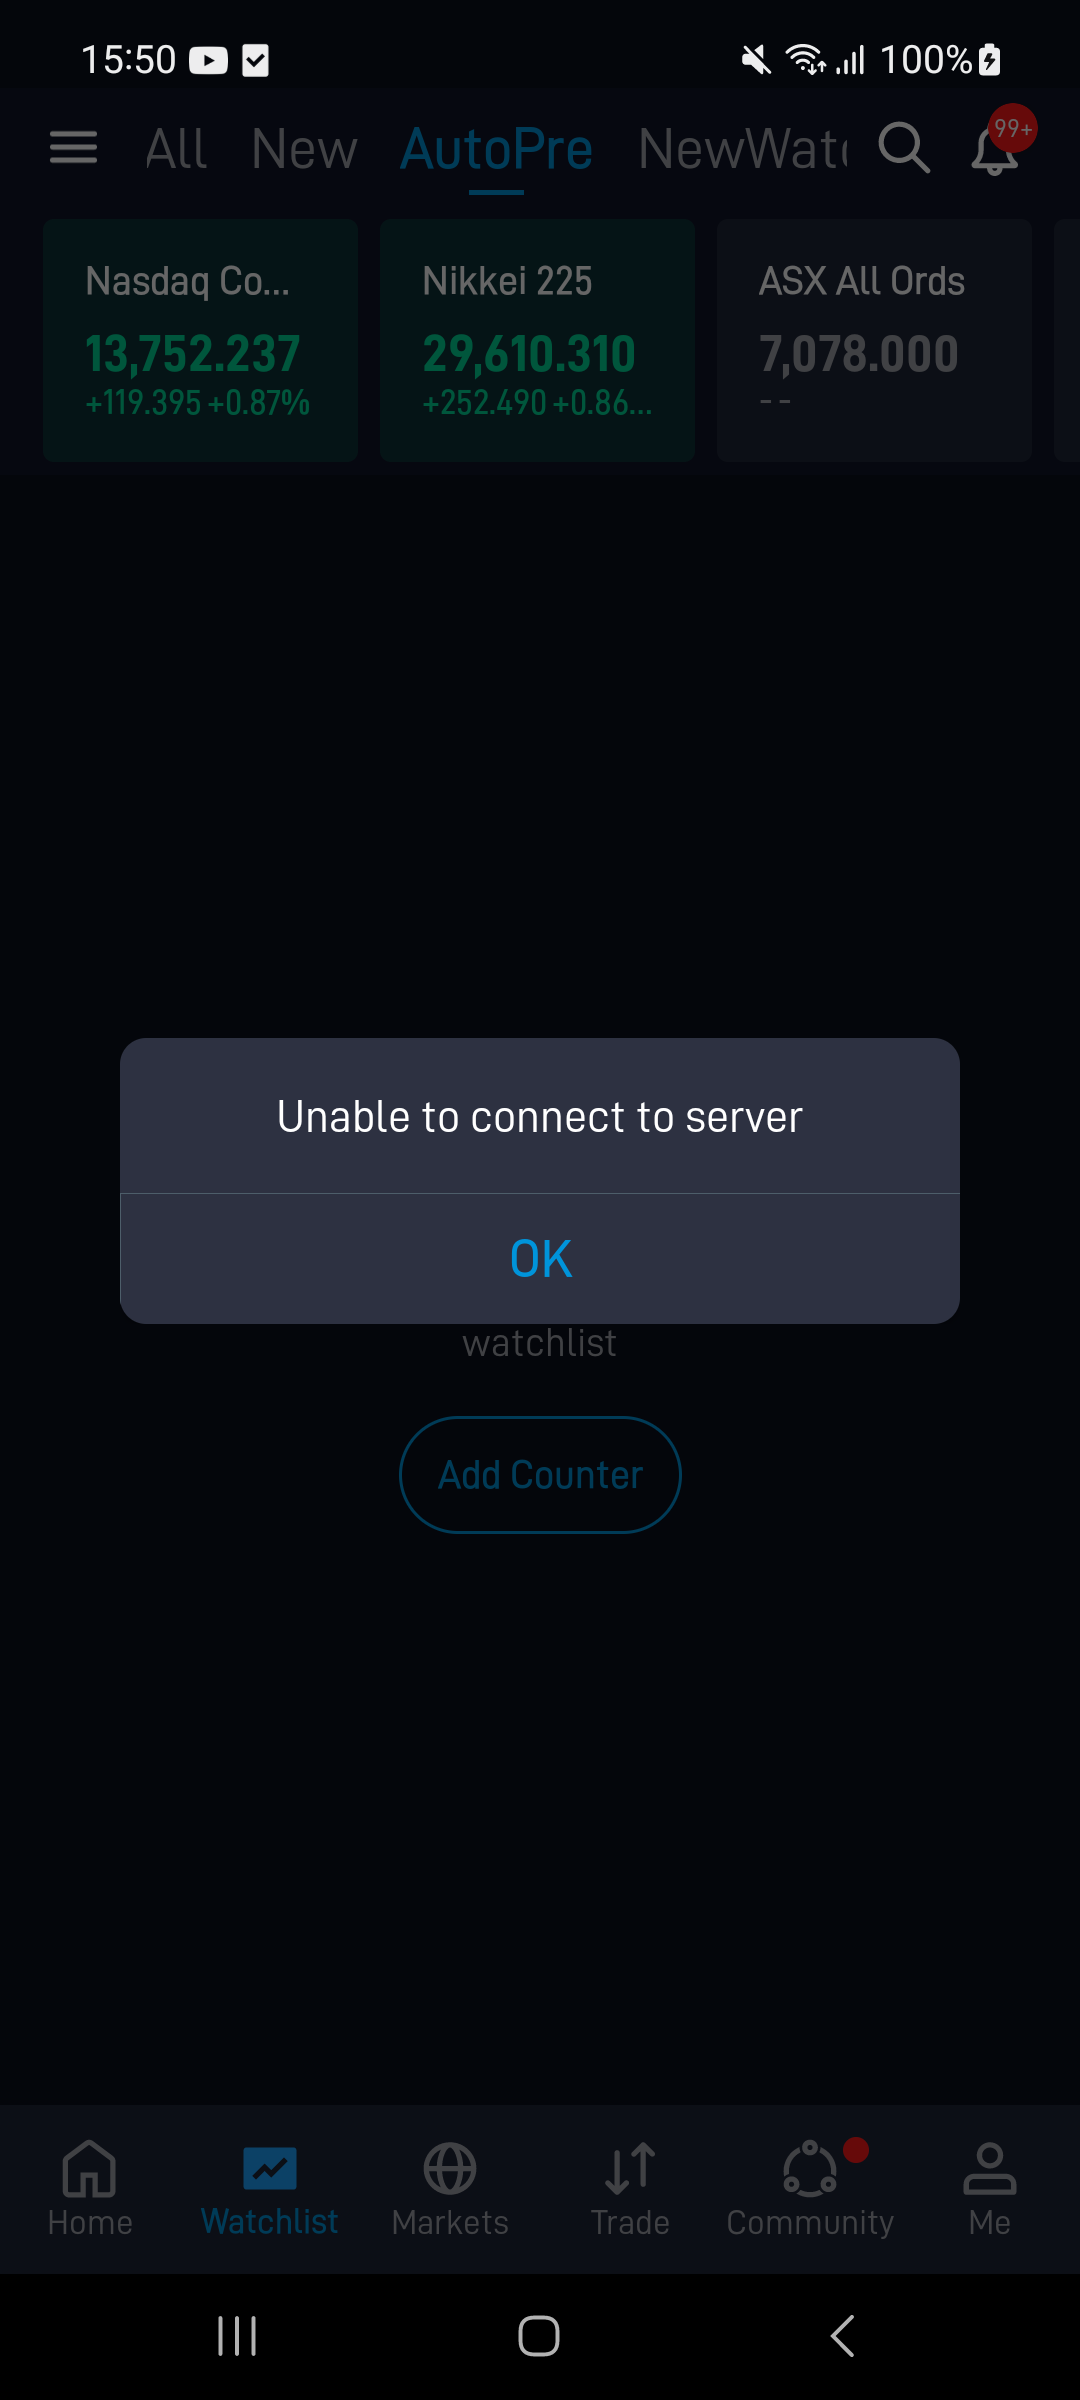 15:50
100%
All New AutoPre NewWatc
99+
Nasdaq Co... Nikkei 225 ASX All Ords
13,752.237 29,610.310 7,078.000
+119.395 +0.87% +252.490 +0.86... - -
Unable to connect to server
OK
watchlist
Add Counter
Home Watchlist Markets Trade Community Me